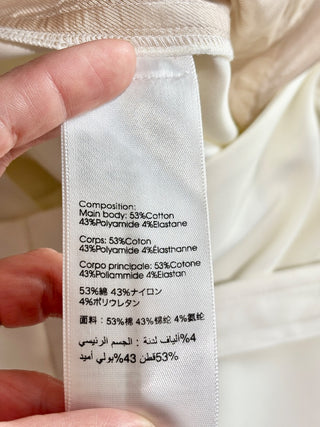 Composition:
Main body: 53%Cotton
43%Polyamide 4%Elastane
Corps: 53%Coton
43%Polyamide 4%Élasthanne
Corpo principale: 53%Cotone
43%Poliammide 4%Elastan
53%綿 43%ナイロン
4%ポリウレタン
面料：53%棉 43%锦纶 4%氨纶
4%ألياف لدنة : الجسم الرئيسي
53%قطن 43%بولي أميد